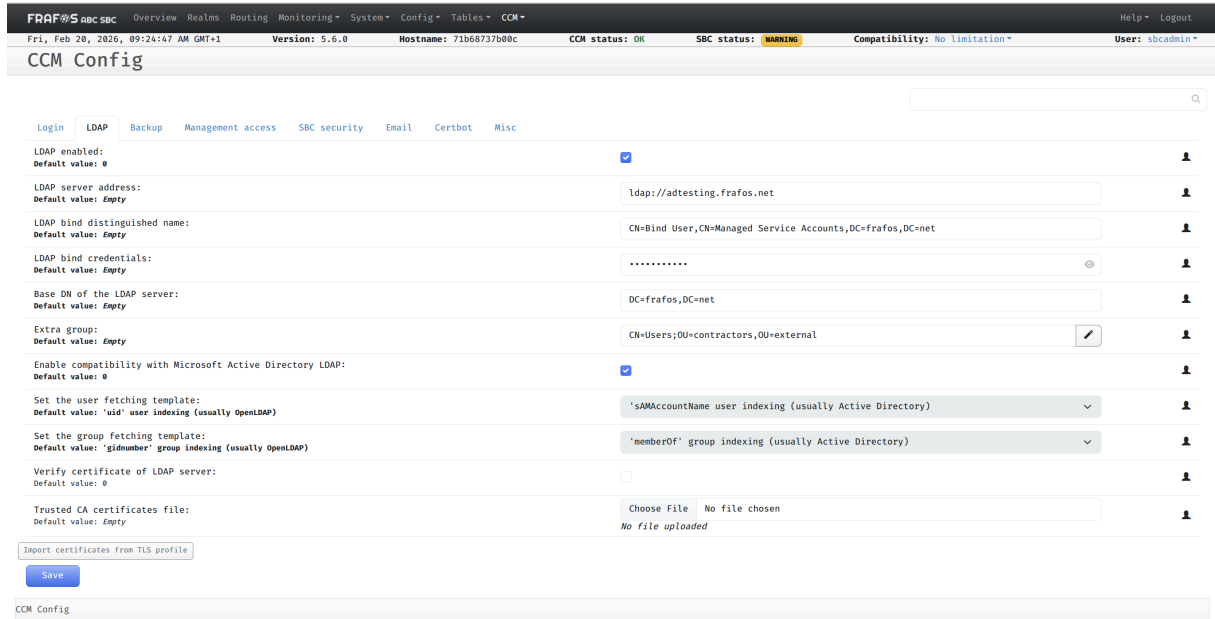 FRAFOS ABC SBC Overview Realms Routing Monitoring System Config Tables CCM Help Logout
Fri, Feb 20, 2026, 09:24:47 AM GMT+1 Version: 5.6.0 Hostname: 71b68737b00c CCM status: OK SBC status: WARNING Compatibility: No limitation User: sbcadmin
CCM Config
Login LDAP Backup Management access SBC security Email Certbot Misc
LDAP enabled:
Default value: 0
LDAP server address:
Default value: Empty
ldap://adtesting.frafos.net
LDAP bind distinguished name:
Default value: Empty
CN=Bind User,CN=Managed Service Accounts,DC=frafos,DC=net
LDAP bind credentials:
Default value: Empty
•••••••••••
Base DN of the LDAP server:
Default value: Empty
DC=frafos,DC=net
Extra group:
Default value: Empty
CN=Users;OU=contractors,OU=external
Enable compatibility with Microsoft Active Directory LDAP:
Default value: 0
Set the user fetching template:
Default value: 'uid' user indexing (usually OpenLDAP)
'sAMAccountName user indexing (usually Active Directory)
Set the group fetching template:
Default value: 'gidnumber' group indexing (usually OpenLDAP)
'memberOf' group indexing (usually Active Directory)
Verify certificate of LDAP server:
Default value: 0
Trusted CA certificates file:
Default value: Empty
Choose File No file chosen
No file uploaded
Import certificates from TLS profile
Save
CCM Config